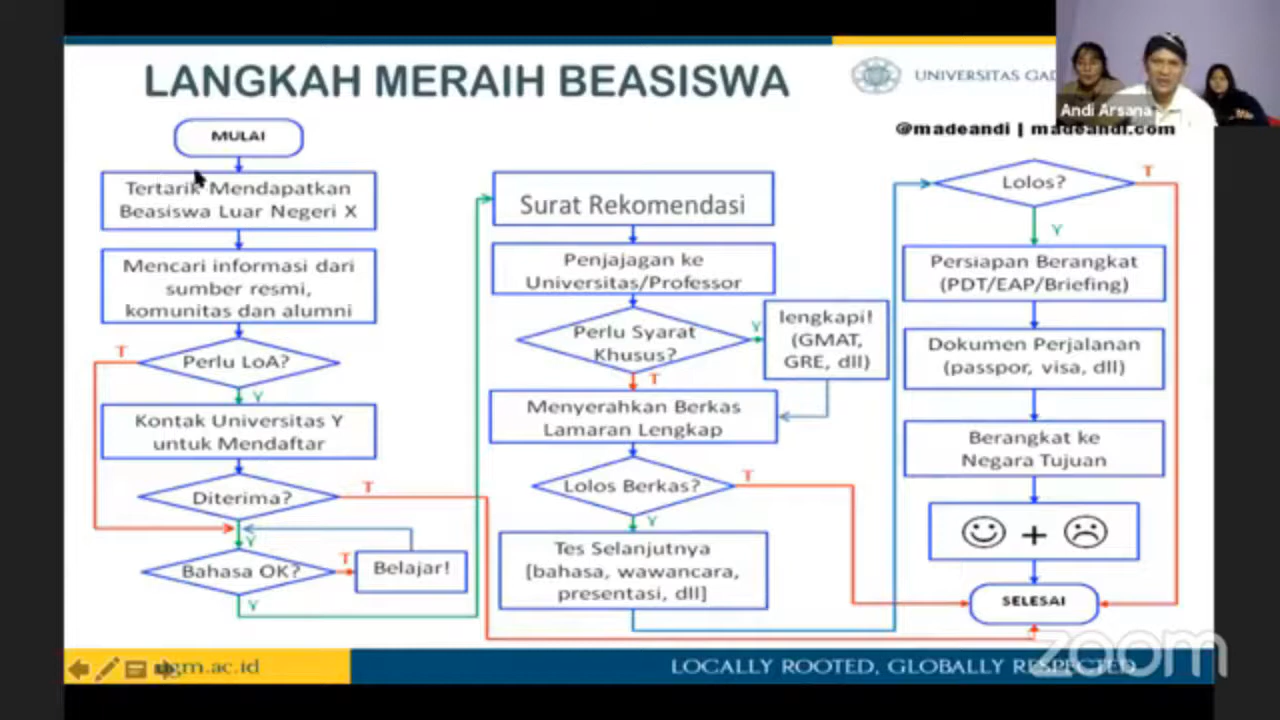 LANGKAH MERAIH BEASISWA
UNIVERSITAS
Andi Arsana
@madeandi | madeandi.com
MULAI
Tertarik Mendapatkan
Beasiswa Luar Negeri X
Mencari informasi dari
sumber resmi,
komunitas dan alumni
Perlu LoA?
T
Y
Kontak Universitas Y
untuk Mendaftar
Diterima?
T
Y
Bahasa OK?
T
Belajar!
Y
Surat Rekomendasi
Penjajagan ke
Universitas/Professor
Perlu Syarat
Khusus?
Y
lengkapi!
(GMAT,
GRE, dll)
T
Menyerahkan Berkas
Lamaran Lengkap
Lolos Berkas?
T
Y
Tes Selanjutnya
[bahasa, wawancara,
presentasi, dll]
Lolos?
T
Y
Persiapan Berangkat
(PDT/EAP/Briefing)
Dokumen Perjalanan
(passpor, visa, dll)
Berangkat ke
Negara Tujuan
+
SELESAI
ugm.ac.id
LOCALLY ROOTED, GLOBALLY RESPECTED
zoom